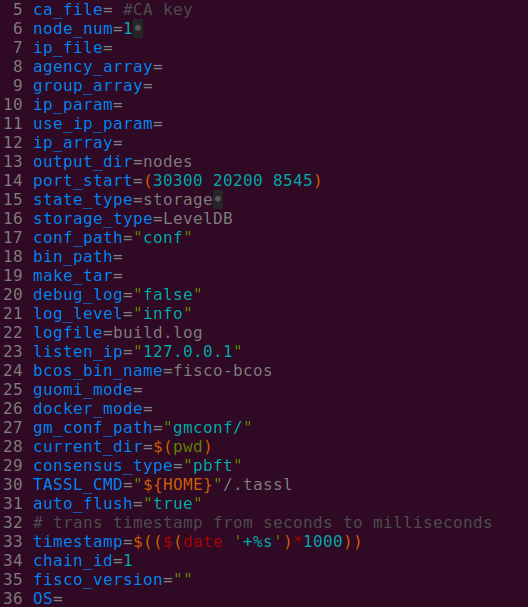 5 ca_file= #CA key
6 node_num=1
7 ip_file=
8 agency_array=
9 group_array=
10 ip_param=
11 use_ip_param=
12 ip_array=
13 output_dir=nodes
14 port_start=(30300 20200 8545)
15 state_type=storage
16 storage_type=LevelDB
17 conf_path="conf"
18 bin_path=
19 make_tar=
20 debug_log="false"
21 log_level="info"
22 logfile=build.log
23 listen_ip="127.0.0.1"
24 bcos_bin_name=fisco-bcos
25 guomi_mode=
26 docker_mode=
27 gm_conf_path="gmconf/"
28 current_dir=$(pwd)
29 consensus_type="pbft"
30 TASSL_CMD="${HOME}"/.tassl
31 auto_flush="true"
32 # trans timestamp from seconds to milliseconds
33 timestamp=$(($(date '+%s')*1000))
34 chain_id=1
35 fisco_version=""
36 OS=